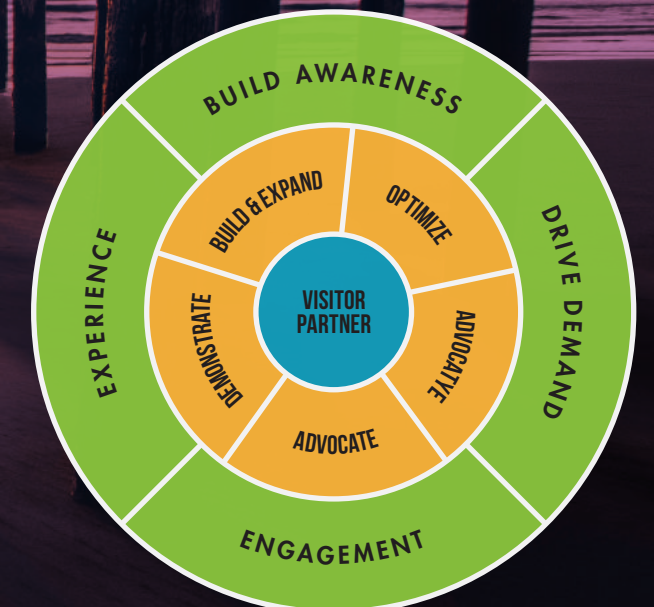 BUILD AWARENESS
DRIVE DEMAND
ENGAGEMENT
EXPERIENCE
BUILD & EXPAND
OPTIMIZE
ADVOCATYE
ADVOCATE
DEMONSTRATE
VISITOR
PARTNER